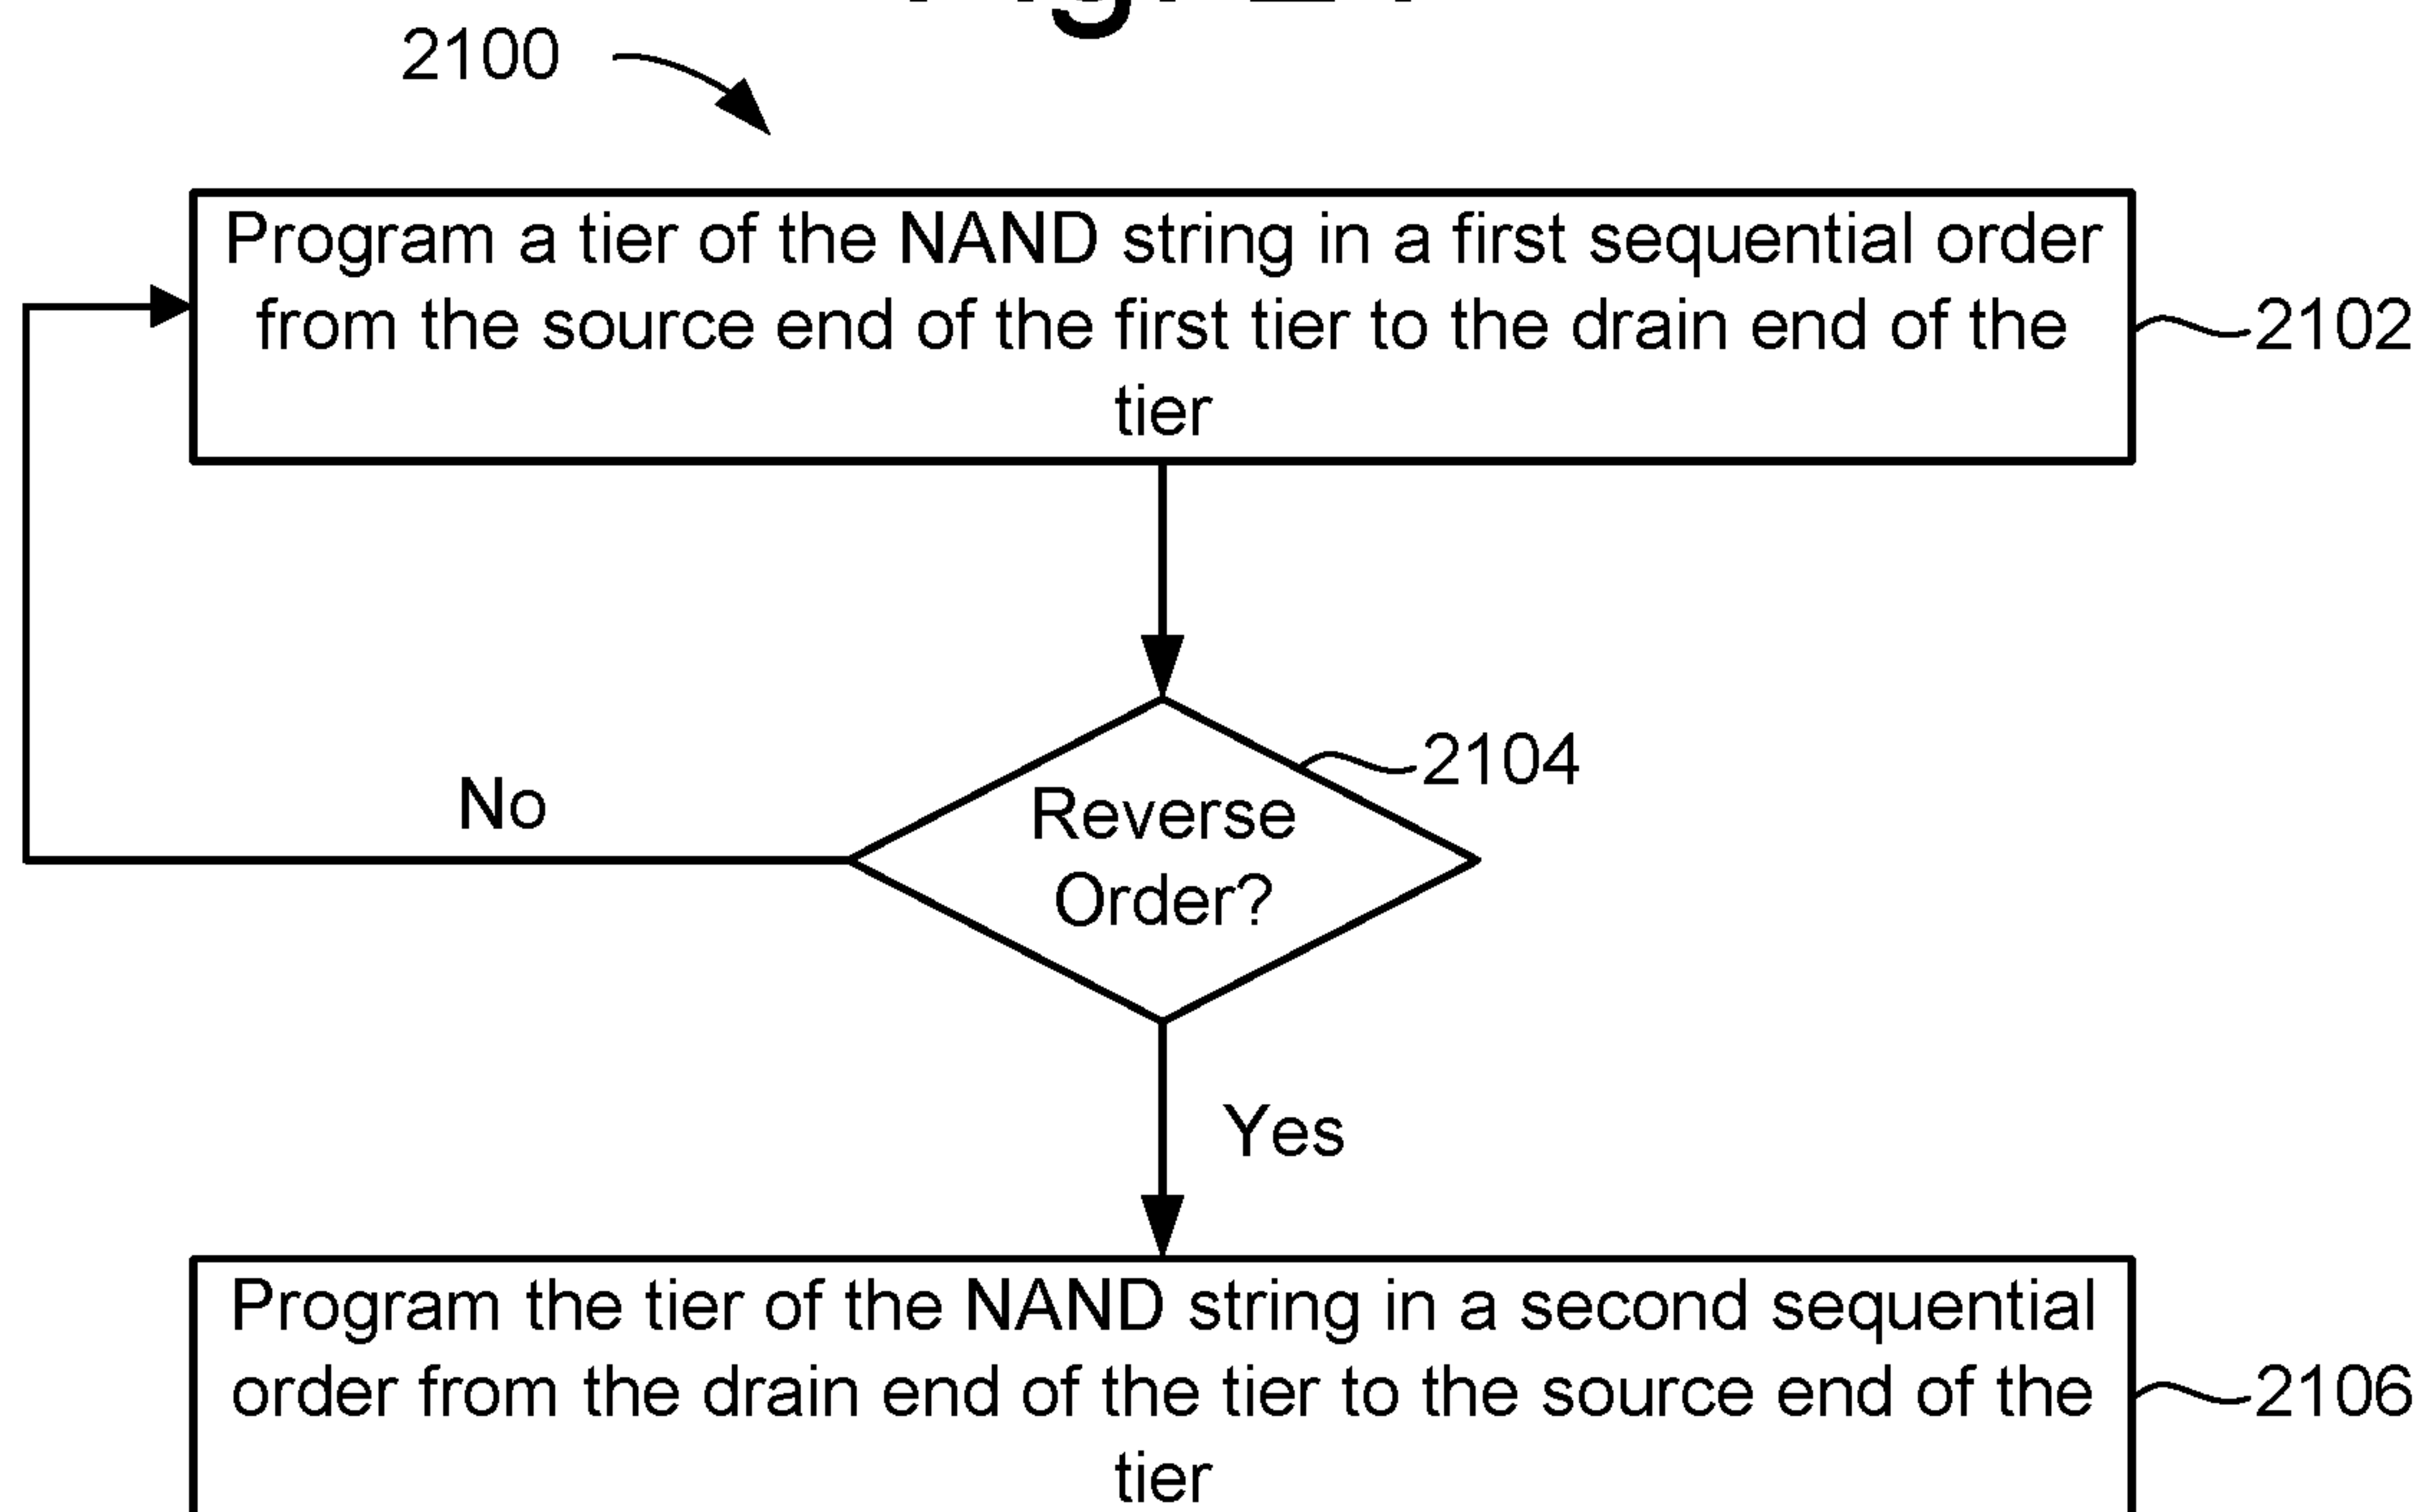 2100
Program a tier of the NAND string in a first sequential order
from the source end of the first tier to the drain end of the
tier
2102
2104
Reverse
Order?
No
Yes
Program the tier of the NAND string in a second sequential
order from the drain end of the tier to the source end of the
tier
2106